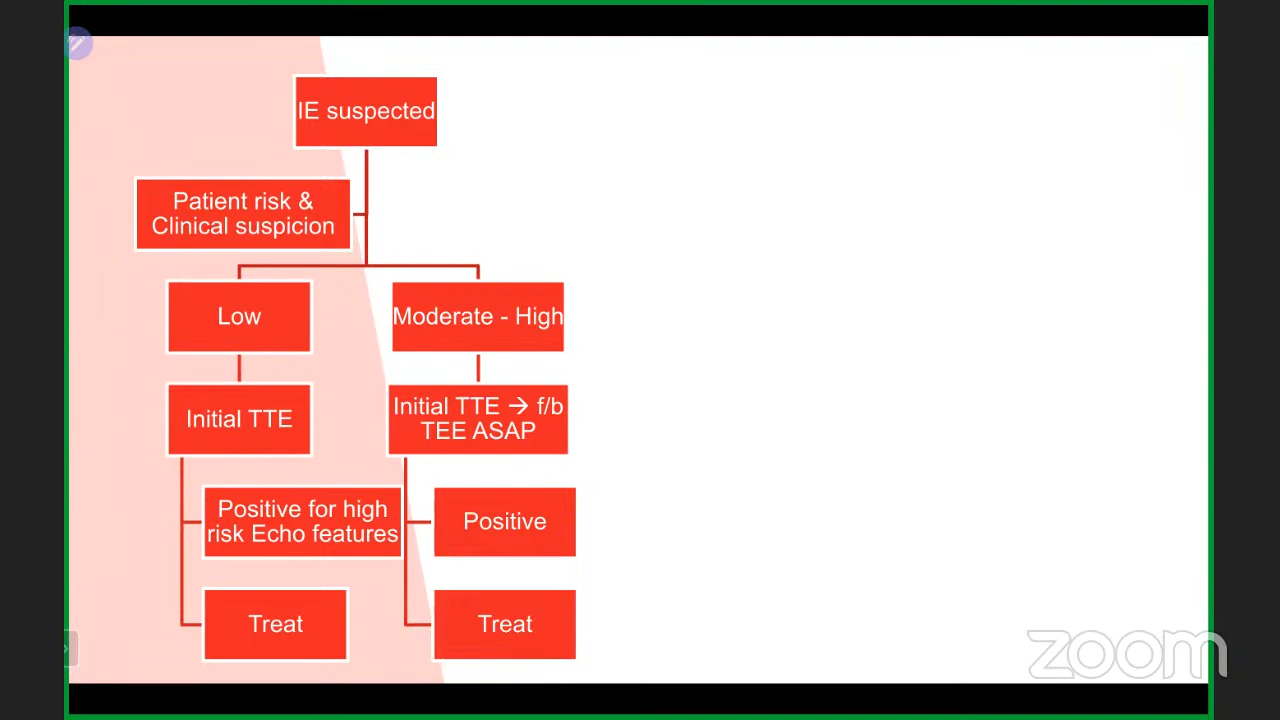 IE suspected
Patient risk &
Clinical suspicion
Low
Moderate - High
Initial TTE
Initial TTE → f/b
TEE ASAP
Positive for high
risk Echo features
Positive
Treat
Treat
zoom